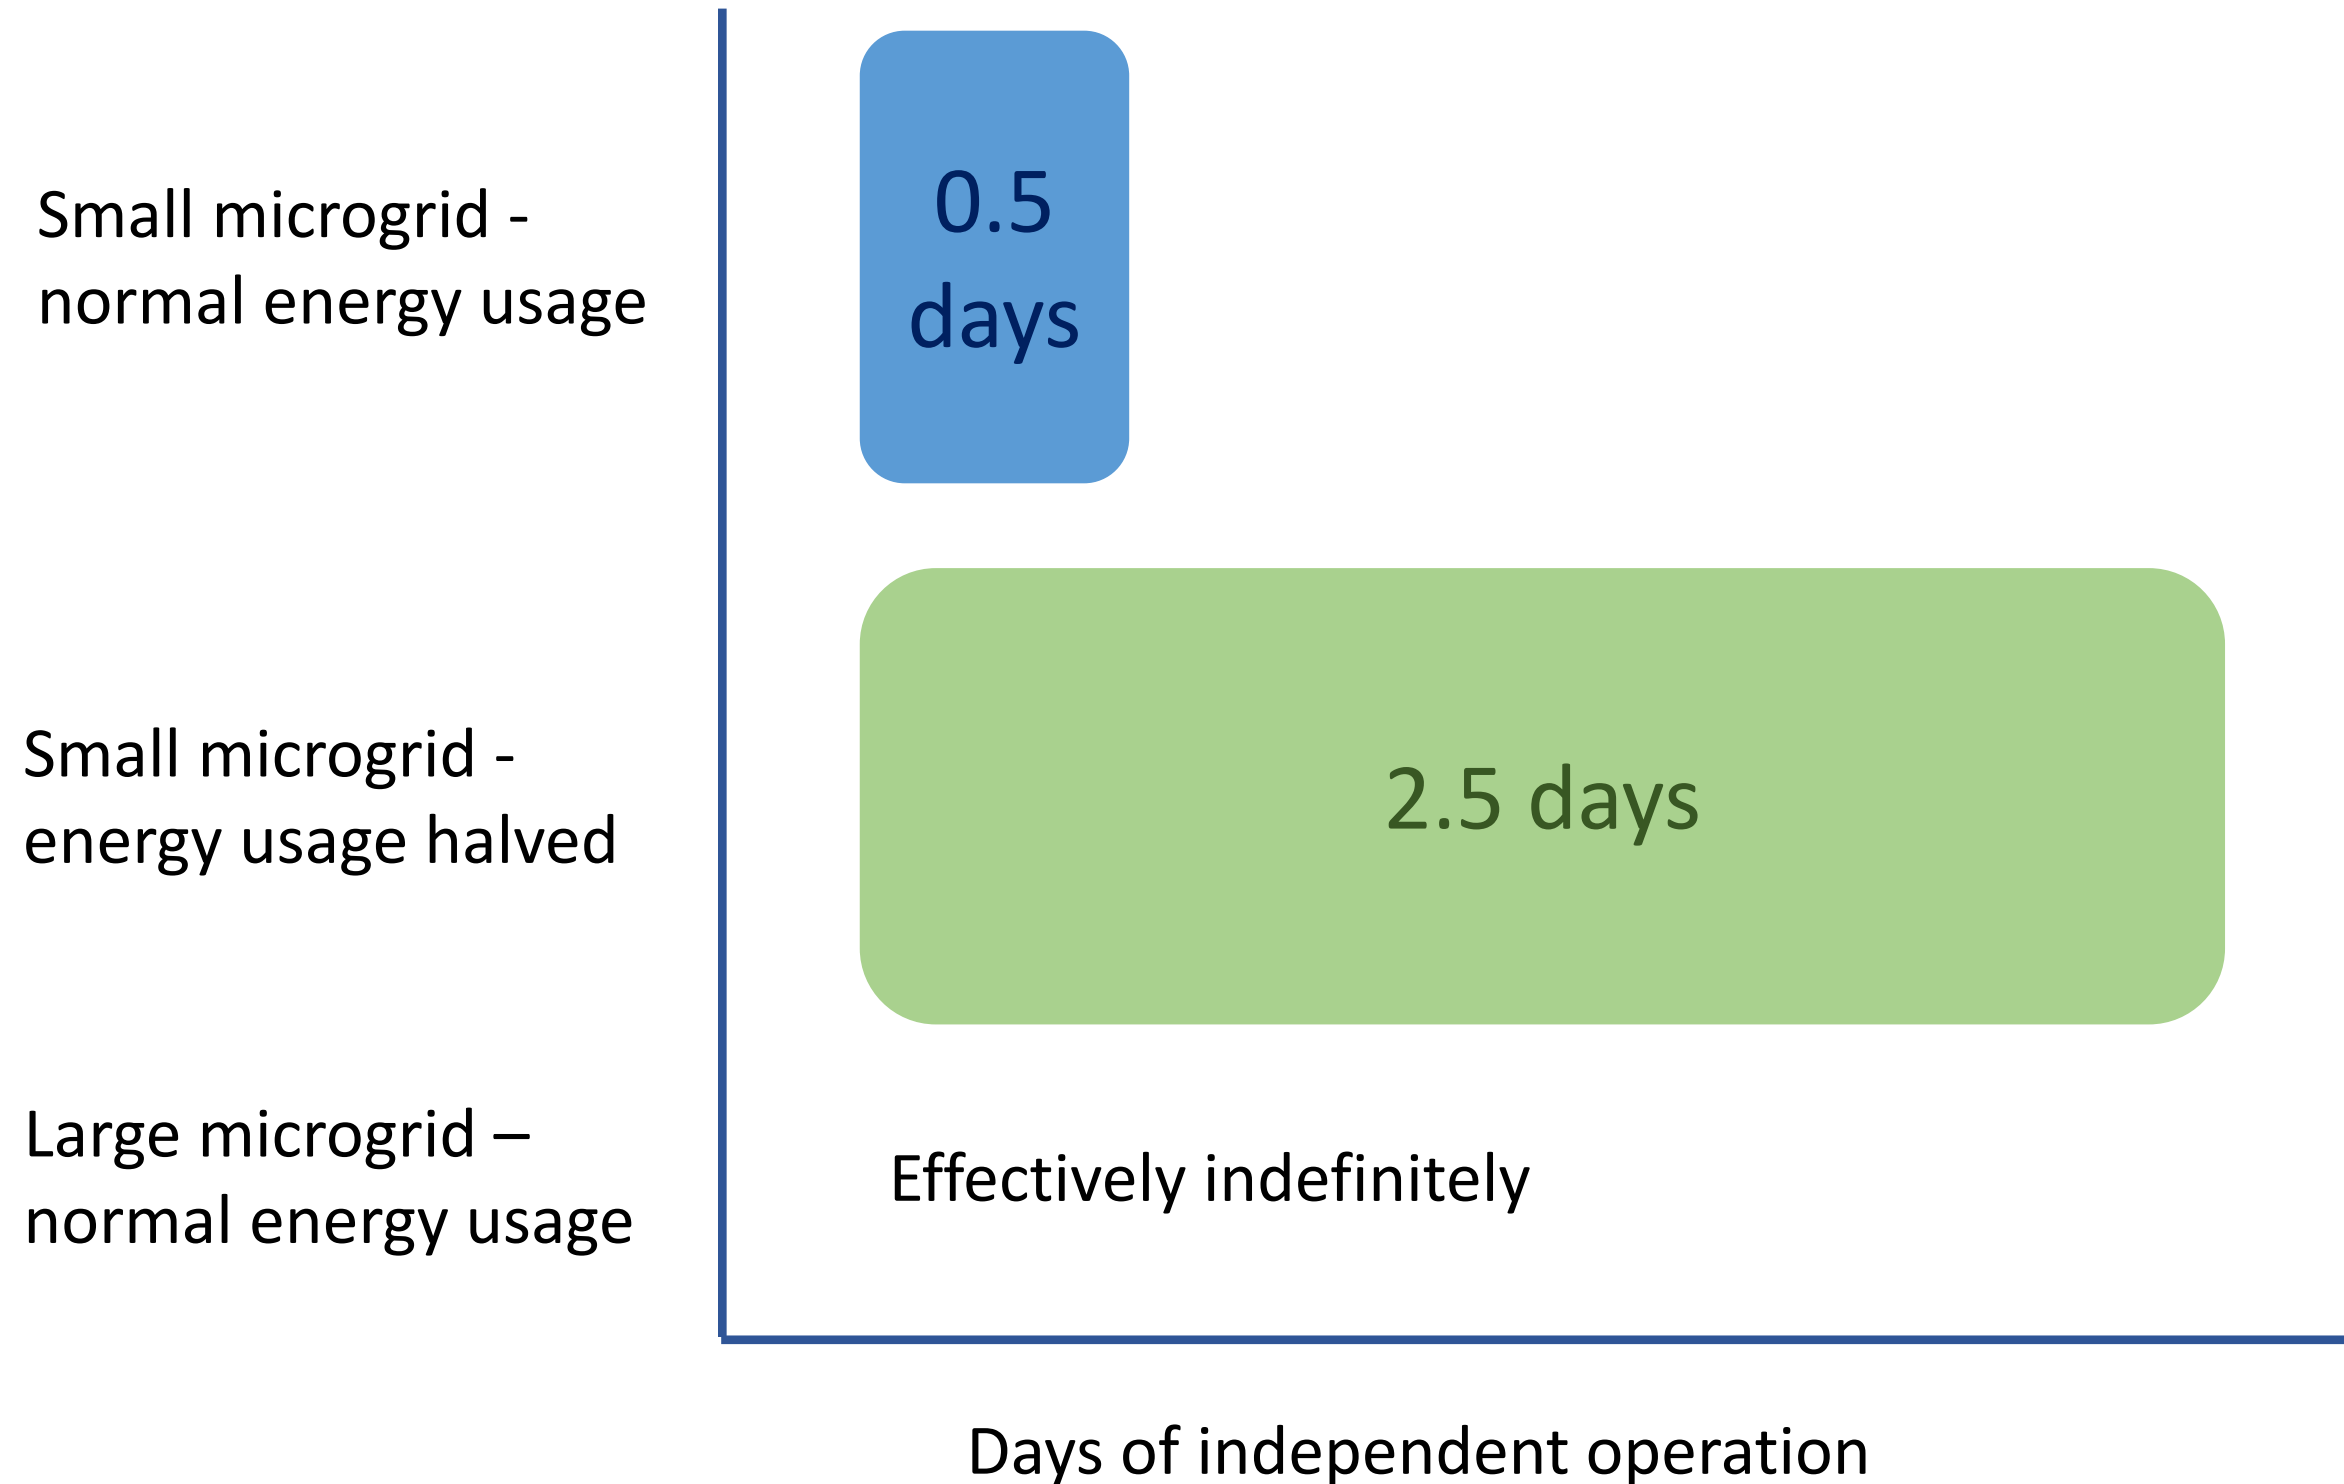 Small microgrid -
normal energy usage
0.5
days
Small microgrid -
energy usage halved
2.5 days
Large microgrid –
normal energy usage
Effectively indefinitely
Days of independent operation